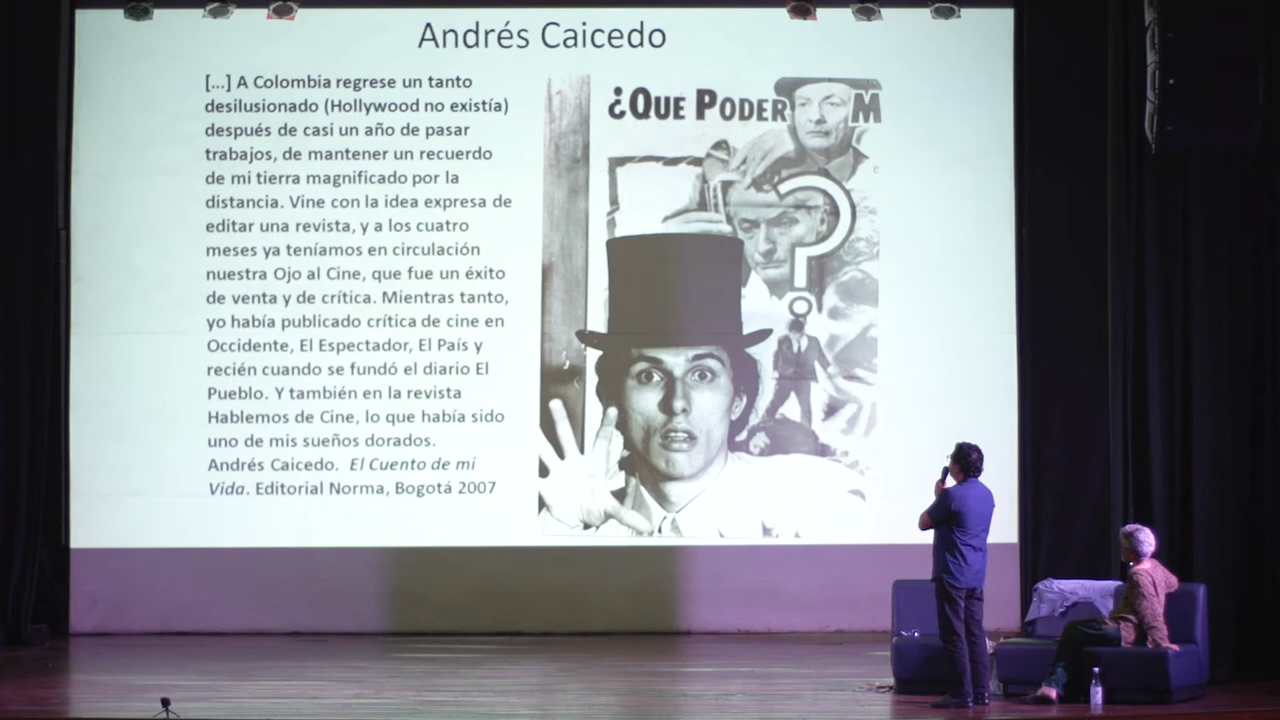 Andrés Caicedo
[...] A Colombia regrese un tanto
desilusionado (Hollywood no existía)
después de casi un año de pasar
trabajos, de mantener un recuerdo
de mi tierra magnificado por la
distancia. Vine con la idea expresa de
editar una revista, y a los cuatro
meses ya teníamos en circulación
nuestra Ojo al Cine, que fue un éxito
de venta y de crítica. Mientras tanto,
yo había publicado crítica de cine en
Occidente, El Espectador, El País y
recién cuando se fundó el diario El
Pueblo. Y también en la revista
Hablemos de Cine, lo que había sido
uno de mis sueños dorados.
Andrés Caicedo. El Cuento de mi
Vida. Editorial Norma, Bogotá 2007
¿QUÉ PODER M
?